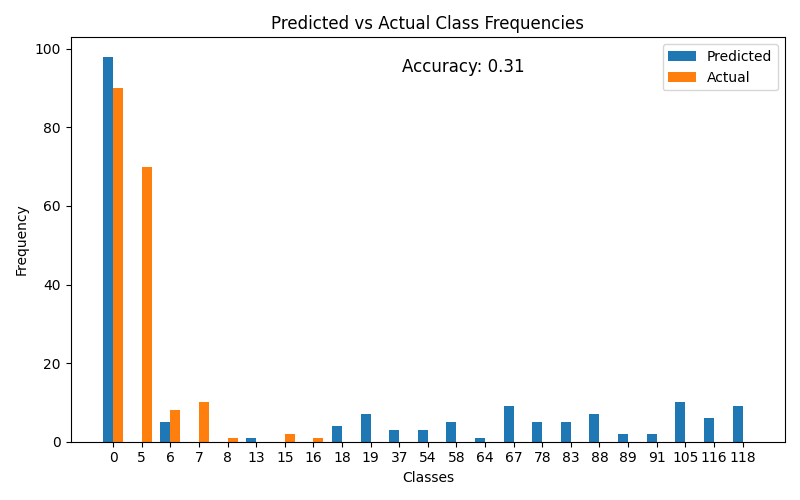 Predicted vs Actual Class Frequencies
Accuracy: 0.31
Predicted
Actual
Frequency
100
80
60
40
20
0
0 5 6 7 8 13 15 16 18 19 37 54 58 64 67 78 83 88 89 91 105 116 118
Classes